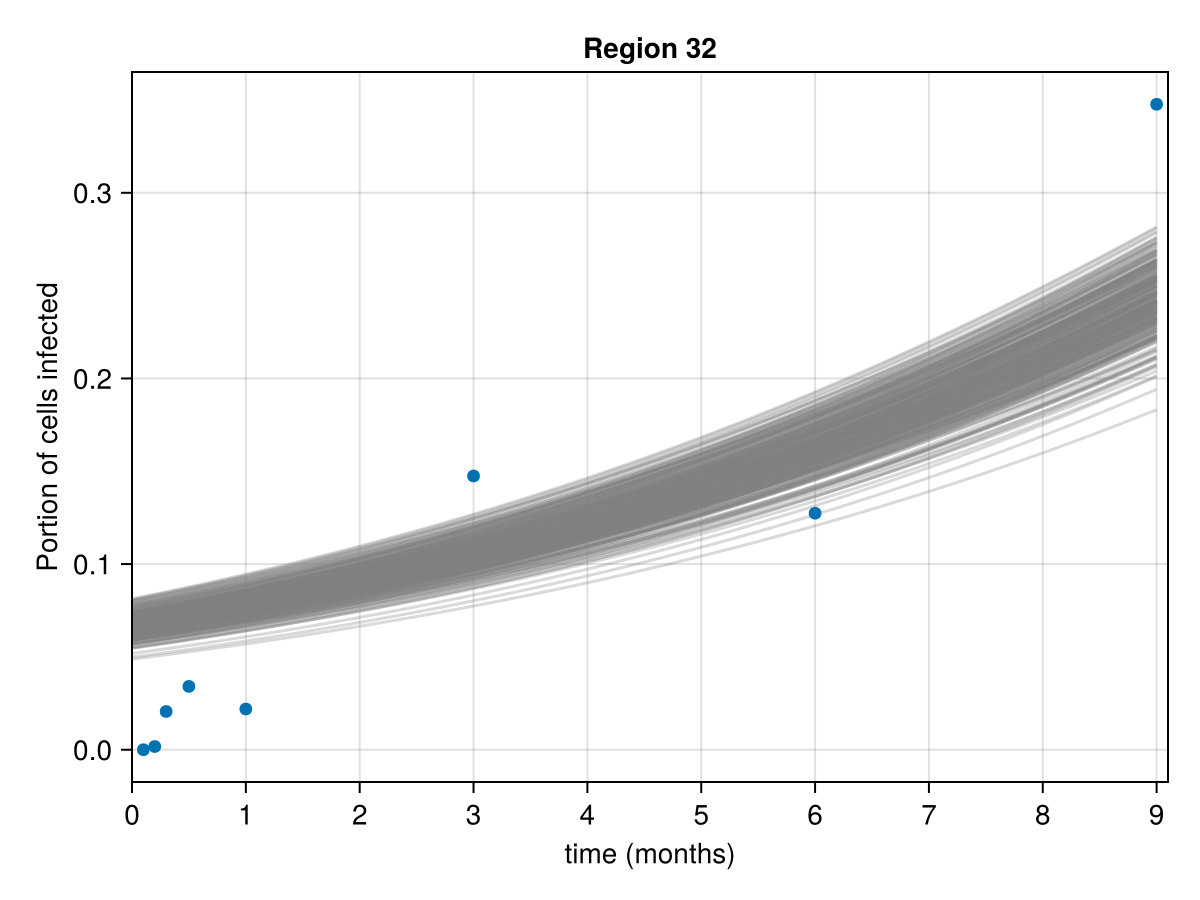 Region 32
Portion of cells infected
0.3
0.2
0.1
0.0
0 1 2 3 4 5 6 7 8 9
time (months)